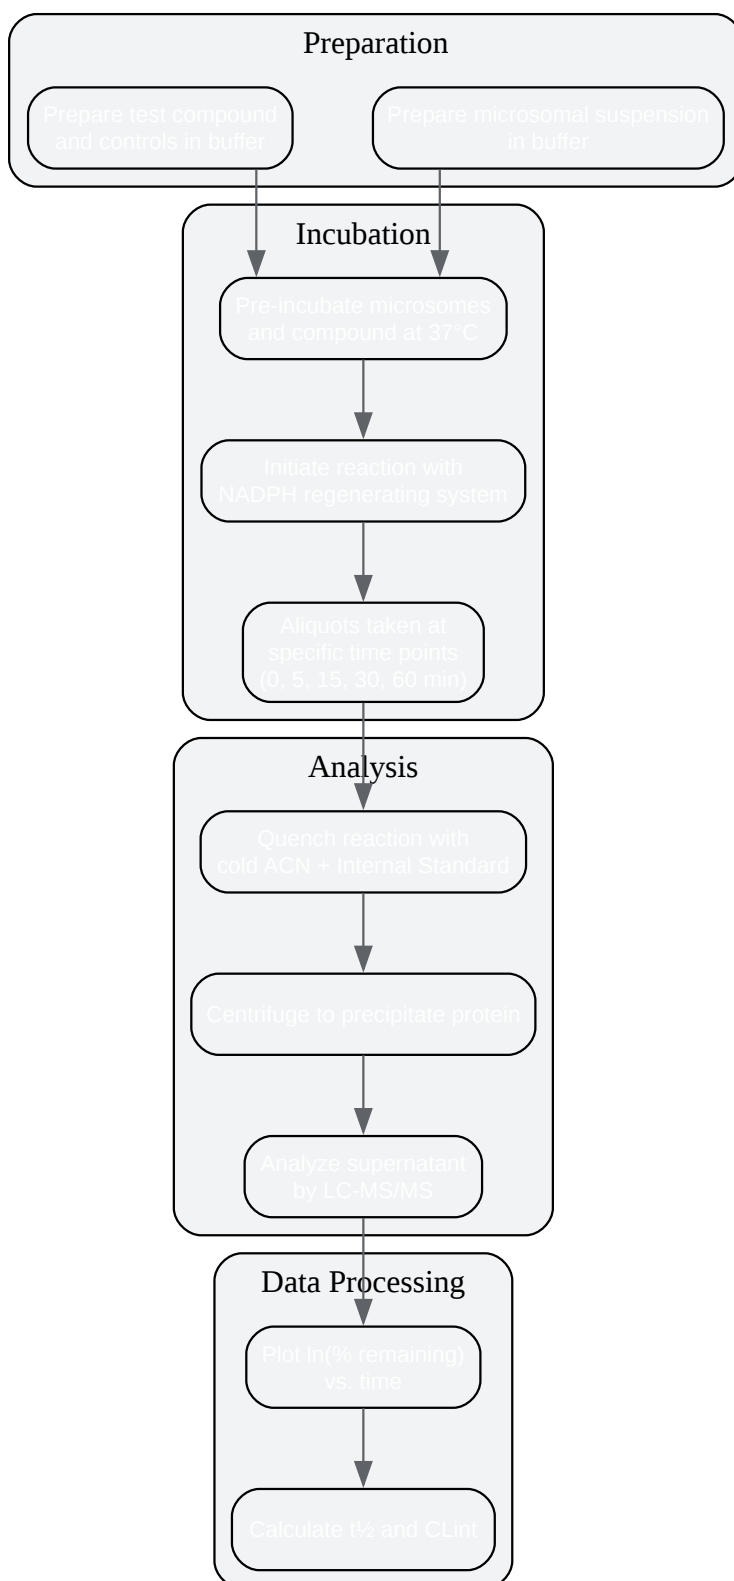 Preparation
Prepare test compound
and controls in buffer
Prepare microsomal suspension
in buffer
Incubation
Pre-incubate microsomes
and compound at 37°C
Initiate reaction with
NADPH regenerating system
Aliquots taken at
specific time points
(0, 5, 15, 30, 60 min)
Analysis
Quench reaction with
cold ACN + Internal Standard
Centrifuge to precipitate protein
Analyze supernatant
by LC-MS/MS
Data Processing
Plot ln(% remaining)
vs. time
Calculate t½ and CLint